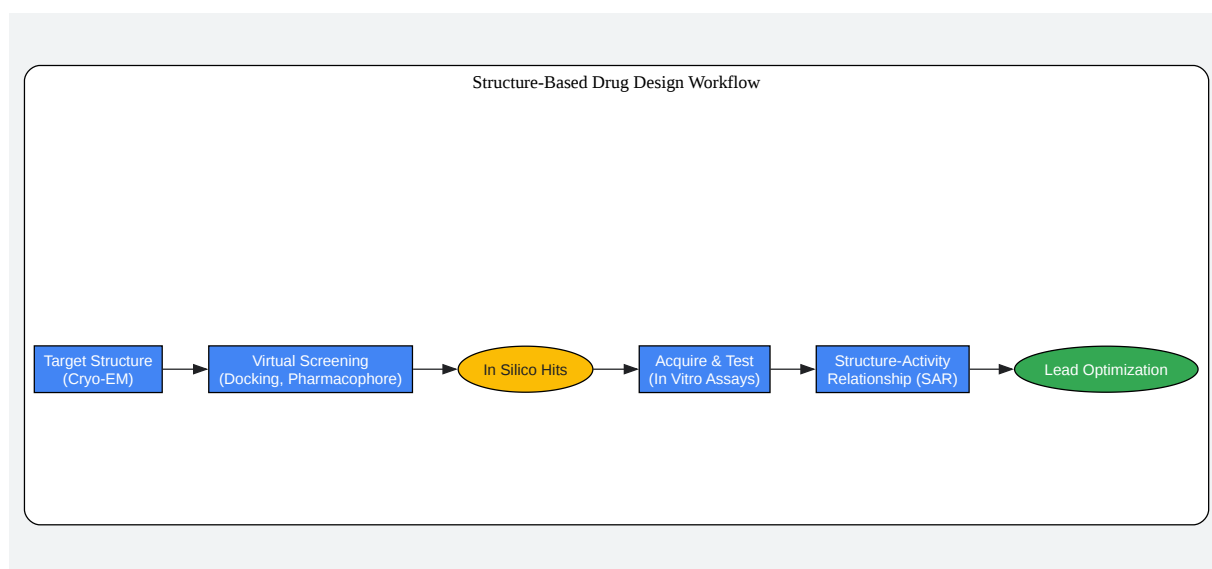 Structure-Based Drug Design Workflow
Target Structure
(Cryo-EM)
Virtual Screening
(Docking, Pharmacophore)
In Silico Hits
Acquire & Test
(In Vitro Assays)
Structure-Activity
Relationship (SAR)
Lead Optimization